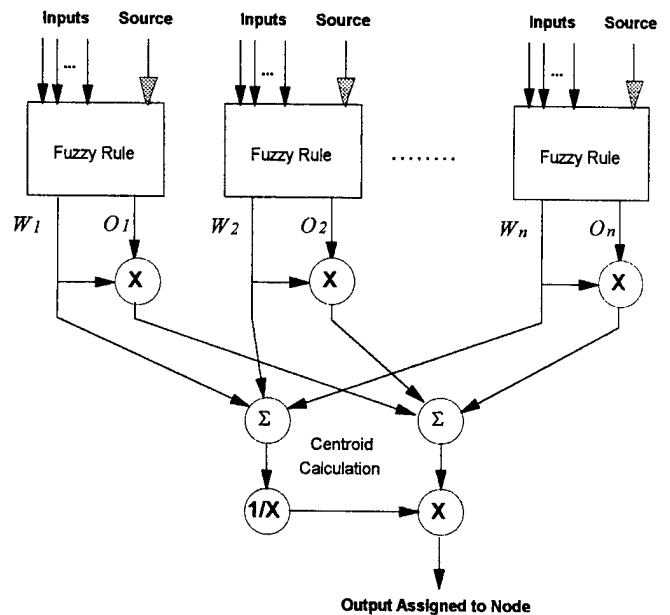 Inputs Source Inputs Source Inputs Source
... ... ...
Fuzzy Rule Fuzzy Rule ........ Fuzzy Rule
W1 O1 W2 O2 Wn On
X X X
Σ Σ
Centroid
Calculation
1/X X
Output Assigned to Node